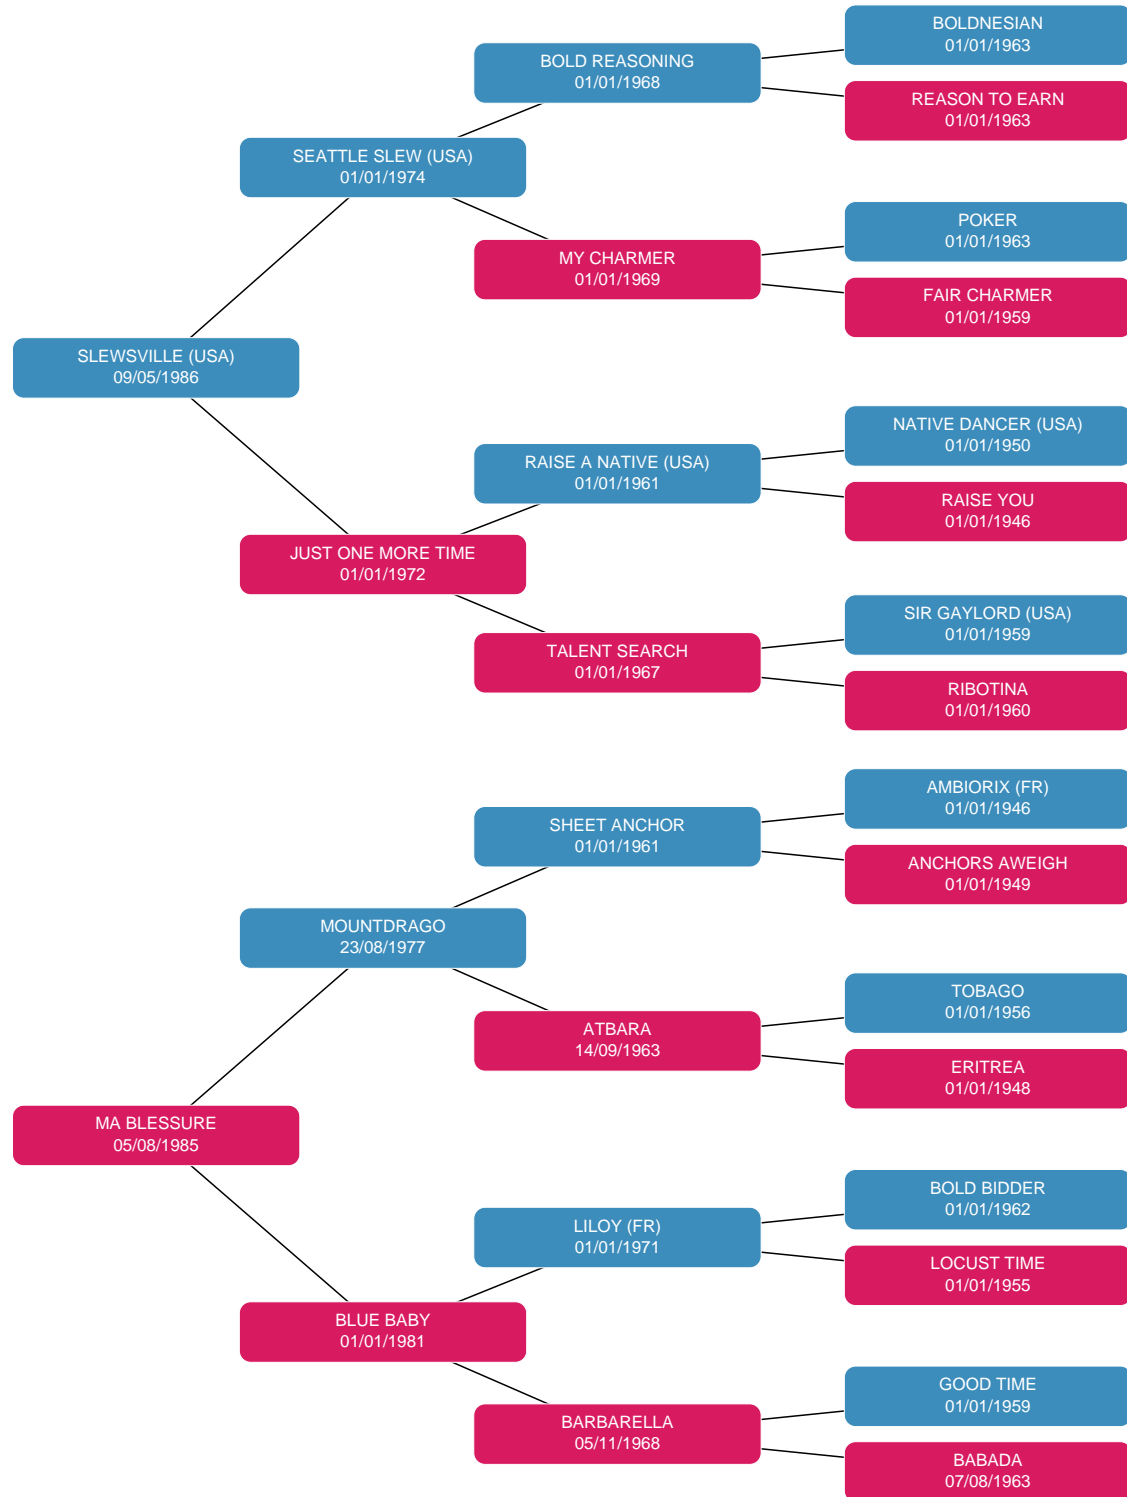 BOLDNESIAN
01/01/1963
BOLD REASONING
01/01/1968
REASON TO EARN
01/01/1963
SEATTLE SLEW (USA)
01/01/1974
POKER
01/01/1963
MY CHARMER
01/01/1969
FAIR CHARMER
01/01/1959
SLEWSVILLE (USA)
09/05/1986
NATIVE DANCER (USA)
01/01/1950
RAISE A NATIVE (USA)
01/01/1961
RAISE YOU
01/01/1946
JUST ONE MORE TIME
01/01/1972
SIR GAYLORD (USA)
01/01/1959
TALENT SEARCH
01/01/1967
RIBOTINA
01/01/1960
AMBIORIX (FR)
01/01/1946
SHEET ANCHOR
01/01/1961
ANCHORS AWEIGH
01/01/1949
MOUNTDRAGO
23/08/1977
TOBAGO
01/01/1956
ATBARA
14/09/1963
ERITREA
01/01/1948
MA BLESSURE
05/08/1985
BOLD BIDDER
01/01/1962
LILOY (FR)
01/01/1971
LOCUST TIME
01/01/1955
BLUE BABY
01/01/1981
GOOD TIME
01/01/1959
BARBARELLA
05/11/1968
BABADA
07/08/1963